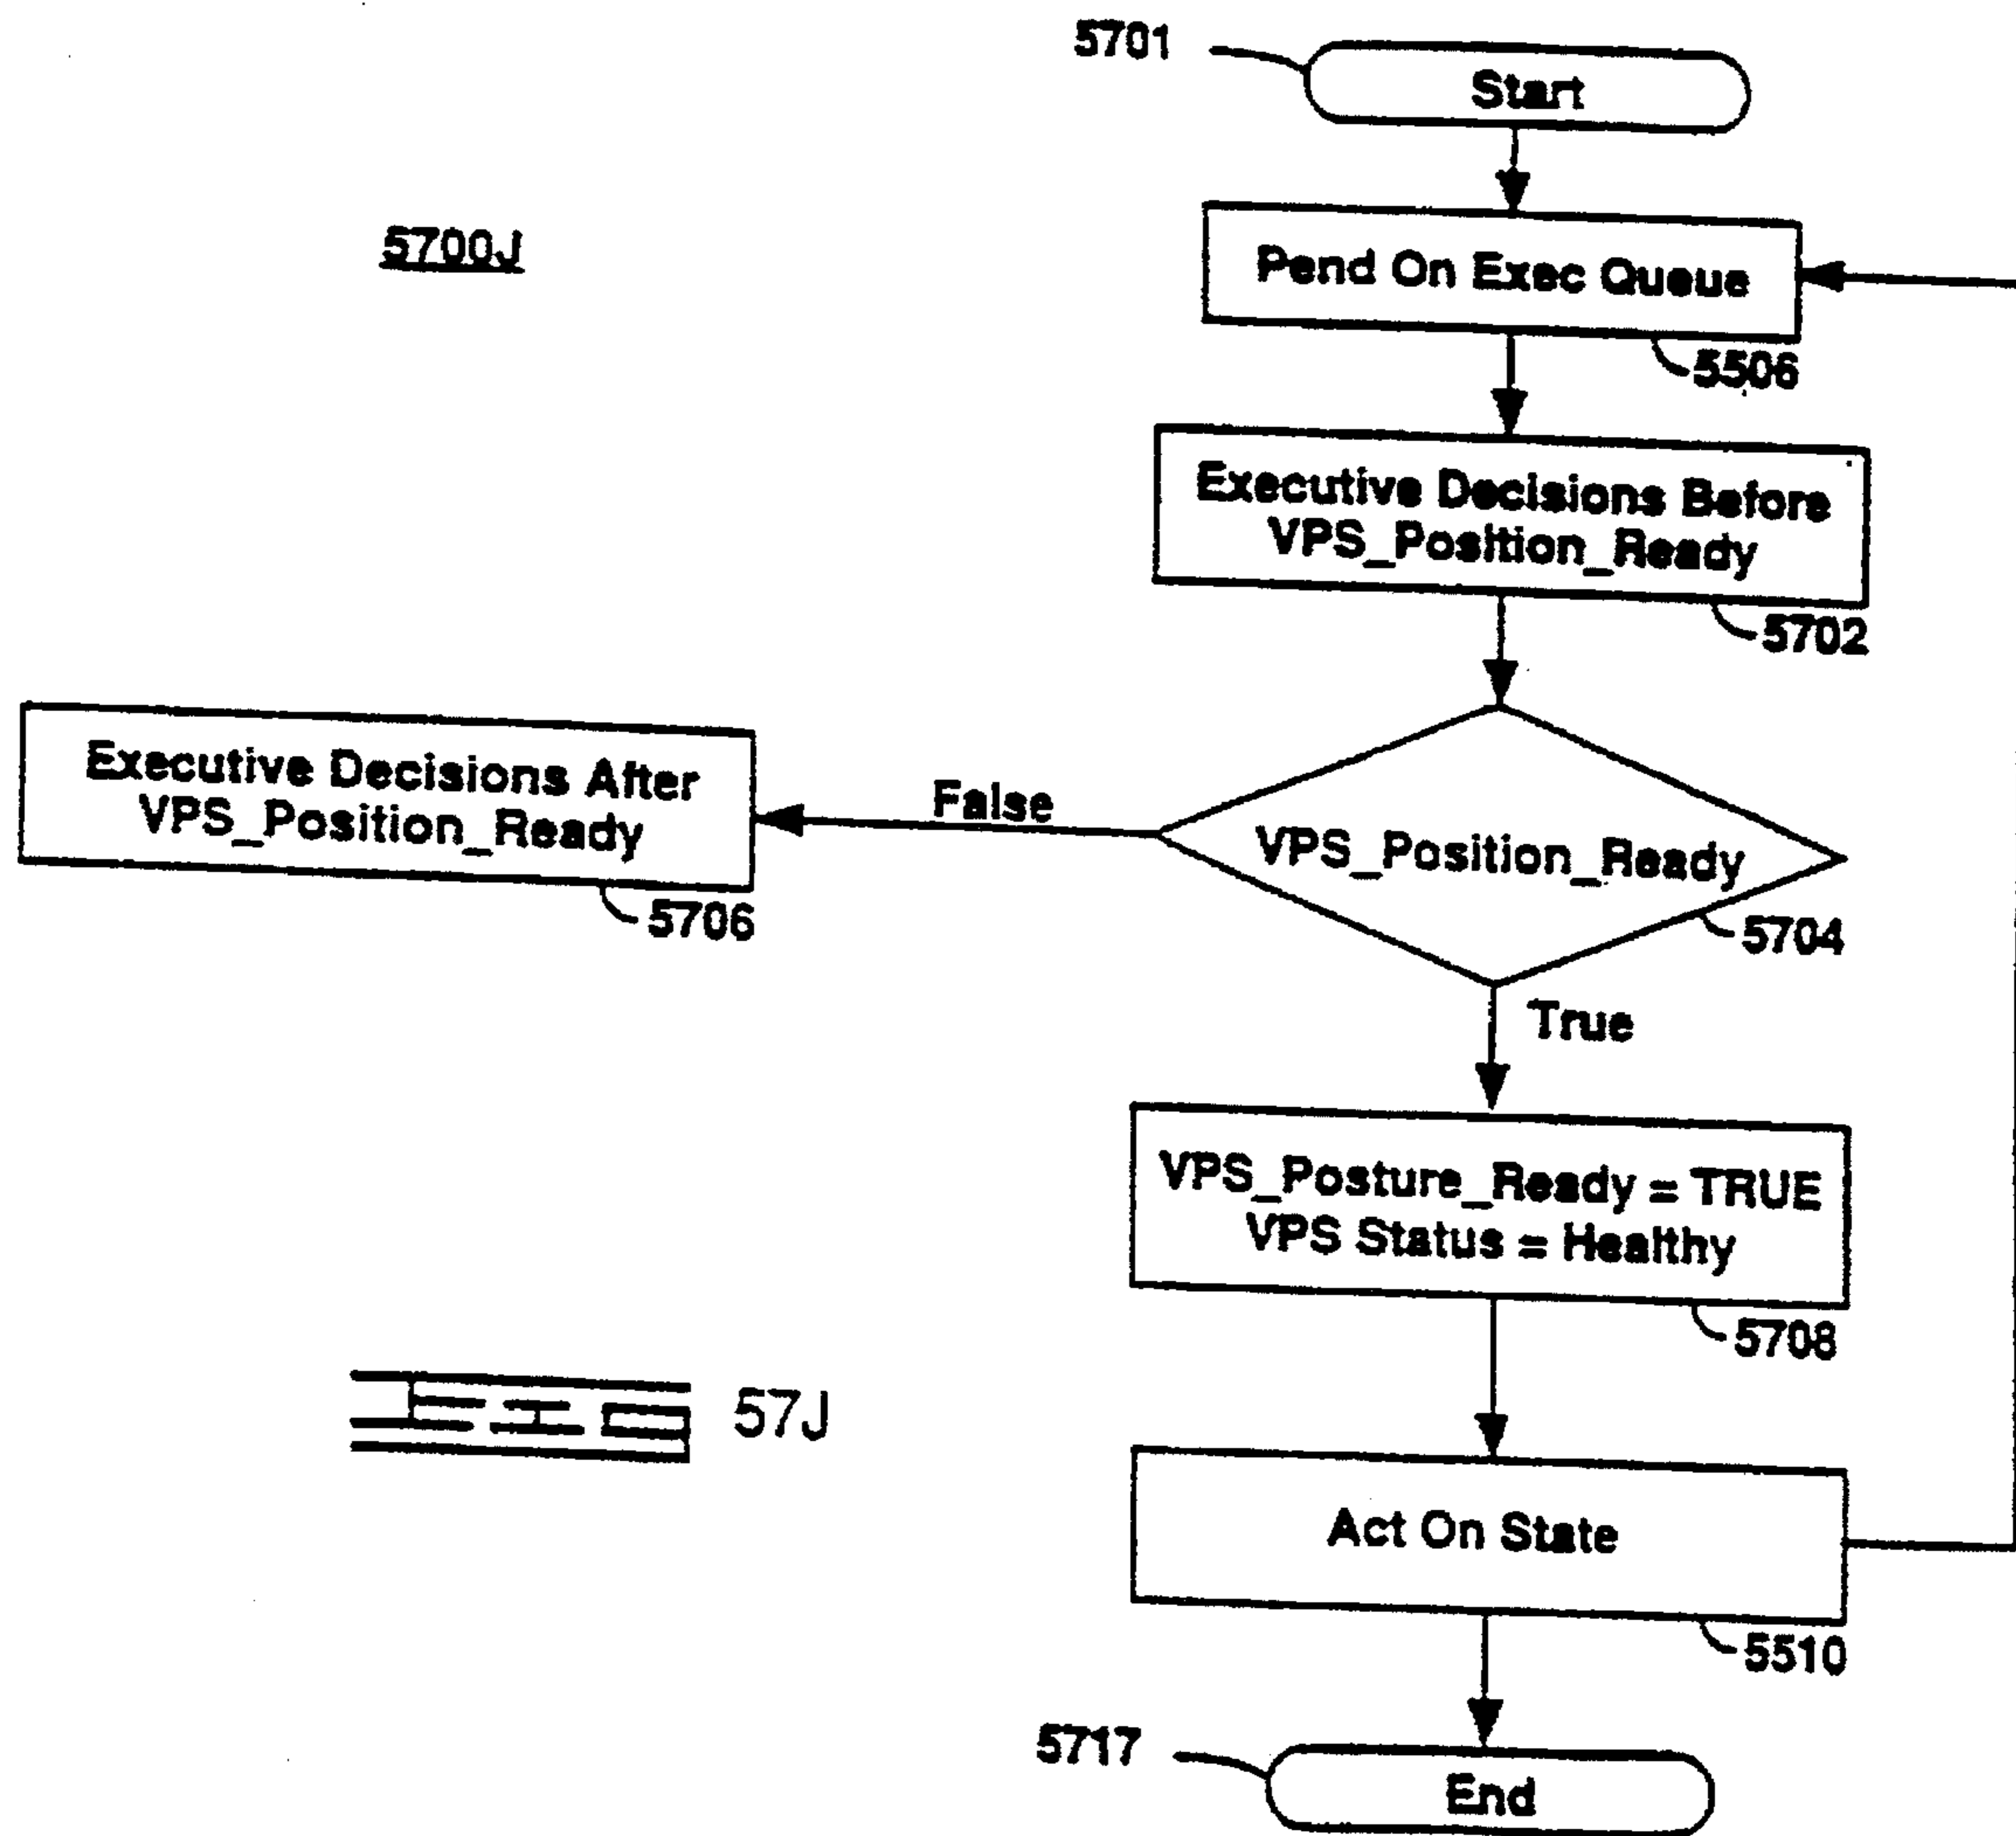 5701
Start
5700J
Pend On Exec Queue
5506
Executive Decisions Before
VPS_Position_Ready
5702
Executive Decisions After
VPS_Position_Ready
5706
False
VPS_Position_Ready
5704
True
VPS_Posture_Ready = TRUE
VPS Status = Healthy
5708
57J
Act On State
5510
5717
End